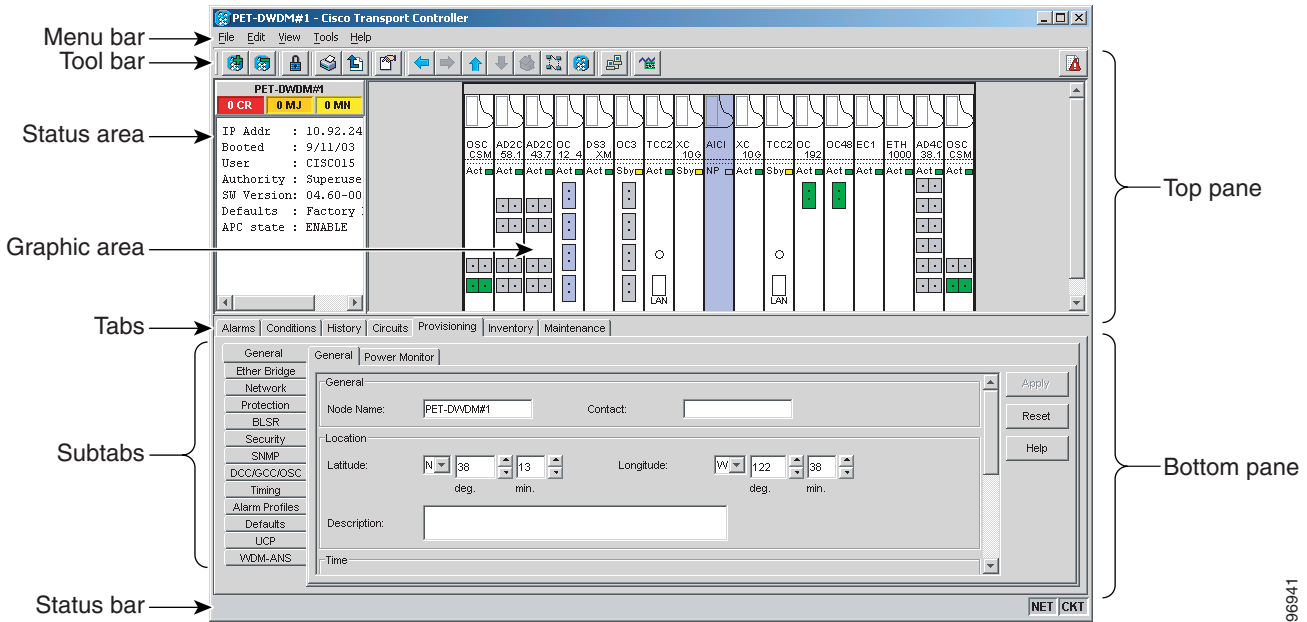 PET-DWDM#1 - Cisco Transport Controller
Menu bar
File Edit View Tools Help
Tool bar
PET-DWDM#1
0 CR 0 MJ 0 MN
Status area
IP Addr : 10.92.24
Booted : 9/11/03
User : CISCO15
Authority : Superuse
SW Version: 04.60-00
Defaults : Factory
APC state : ENABLE
OSC CSM
AD2C 58.1
AD2C 43.7
OC 12_4
DS3 XM
OC3
TCC2
XC 10G
AICI
XC 10G
TCC2
OC 192
OC48
EC1
ETH 1000
AD4C 38.1
OSC CSM
Act Act Act Act Act Sby Act Sby NP Act Sby Act Act Act Act Act Act
LAN LAN
Graphic area
Top pane
Tabs
Alarms Conditions History Circuits Provisioning Inventory Maintenance
Subtabs
General
Ether Bridge
Network
Protection
BLSR
Security
SNMP
DCC/GCC/OSC
Timing
Alarm Profiles
Defaults
UCP
WDM-ANS
General Power Monitor
General
Node Name: PET-DWDM#1 Contact:
Location
Latitude: N 38 13 Longitude: W 122 38
deg. min. deg. min.
Description:
Time
Apply
Reset
Help
Bottom pane
Status bar
NET CKT
96941